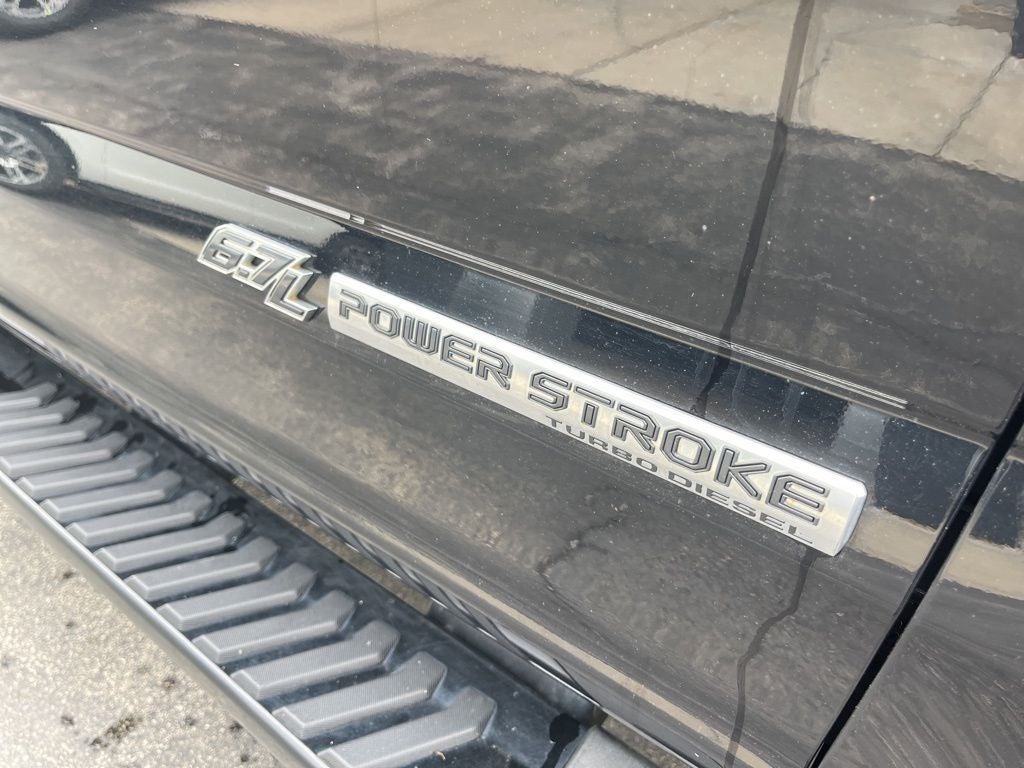 6.7L
POWER STROKE
TURBO DIESEL